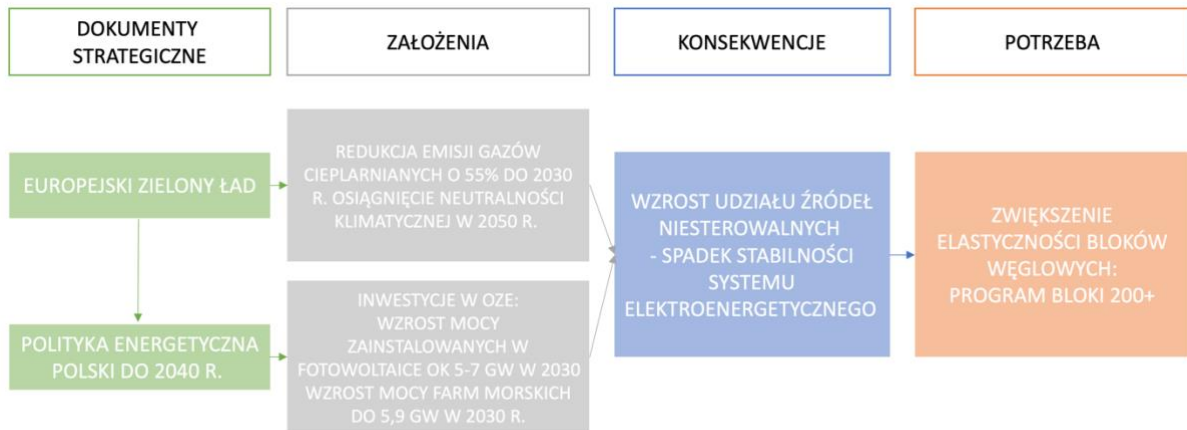 DOKUMENTY
STRATEGICZNE
ZAŁOŻENIA
KONSEKWENCJE
POTRZEBA
EUROPEJSKI ZIELONY ŁAD
REDUKCJA EMISJI GAZÓW
CIEPLARNIANYCH O 55% DO 2030
R. OSIĄGNIĘCIE NEUTRALNOŚCI
KLIMATYCZNEJ W 2050 R.
WZROST UDZIAŁU ŹRÓDEŁ
NIESTEROWALNYCH
- SPADEK STABILNOŚCI
SYSTEMU
ELEKTROENERGETYCZNEGO
ZWIĘKSZENIE
ELASTYCZNOŚCI BLOKÓW
WĘGLOWYCH:
PROGRAM BLOKI 200+
POLITYKA ENERGETYCZNA
POLSKI DO 2040 R.
INWESTYCJE W OZE:
WZROST MOCY
ZAINSTALOWANYCH W
FOTOWOLTAICE OK 5-7 GW W 2030
WZROST MOCY FARM MORSKICH
DO 5,9 GW W 2030 R.